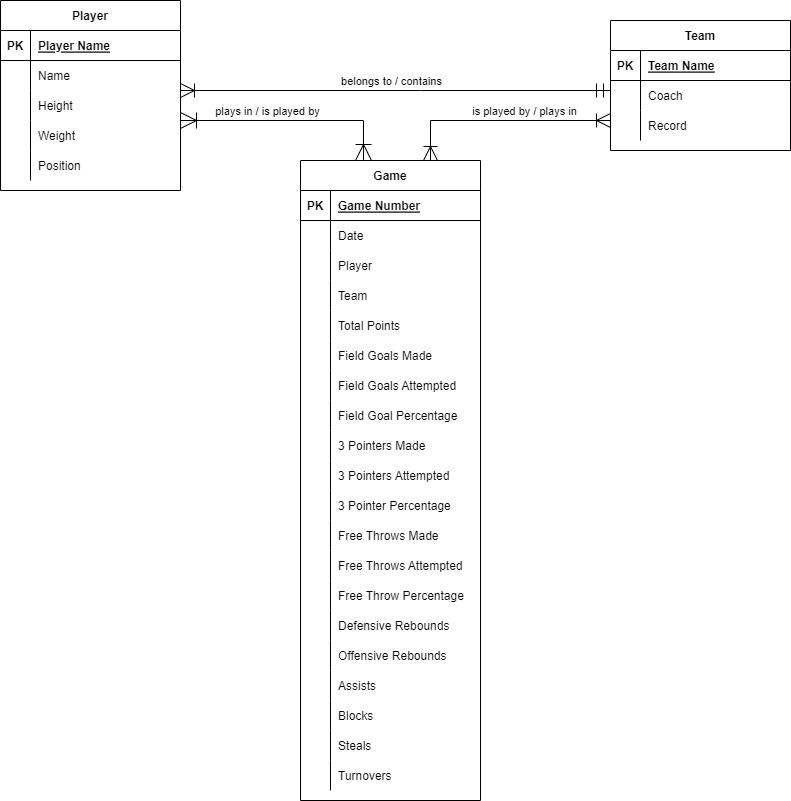 Player
PK Player Name
Name
Height
Weight
Position
belongs to / contains
plays in / is played by
is played by / plays in
Team
PK Team Name
Coach
Record
Game
PK Game Number
Date
Player
Team
Total Points
Field Goals Made
Field Goals Attempted
Field Goal Percentage
3 Pointers Made
3 Pointers Attempted
3 Pointer Percentage
Free Throws Made
Free Throws Attempted
Free Throw Percentage
Defensive Rebounds
Offensive Rebounds
Assists
Blocks
Steals
Turnovers